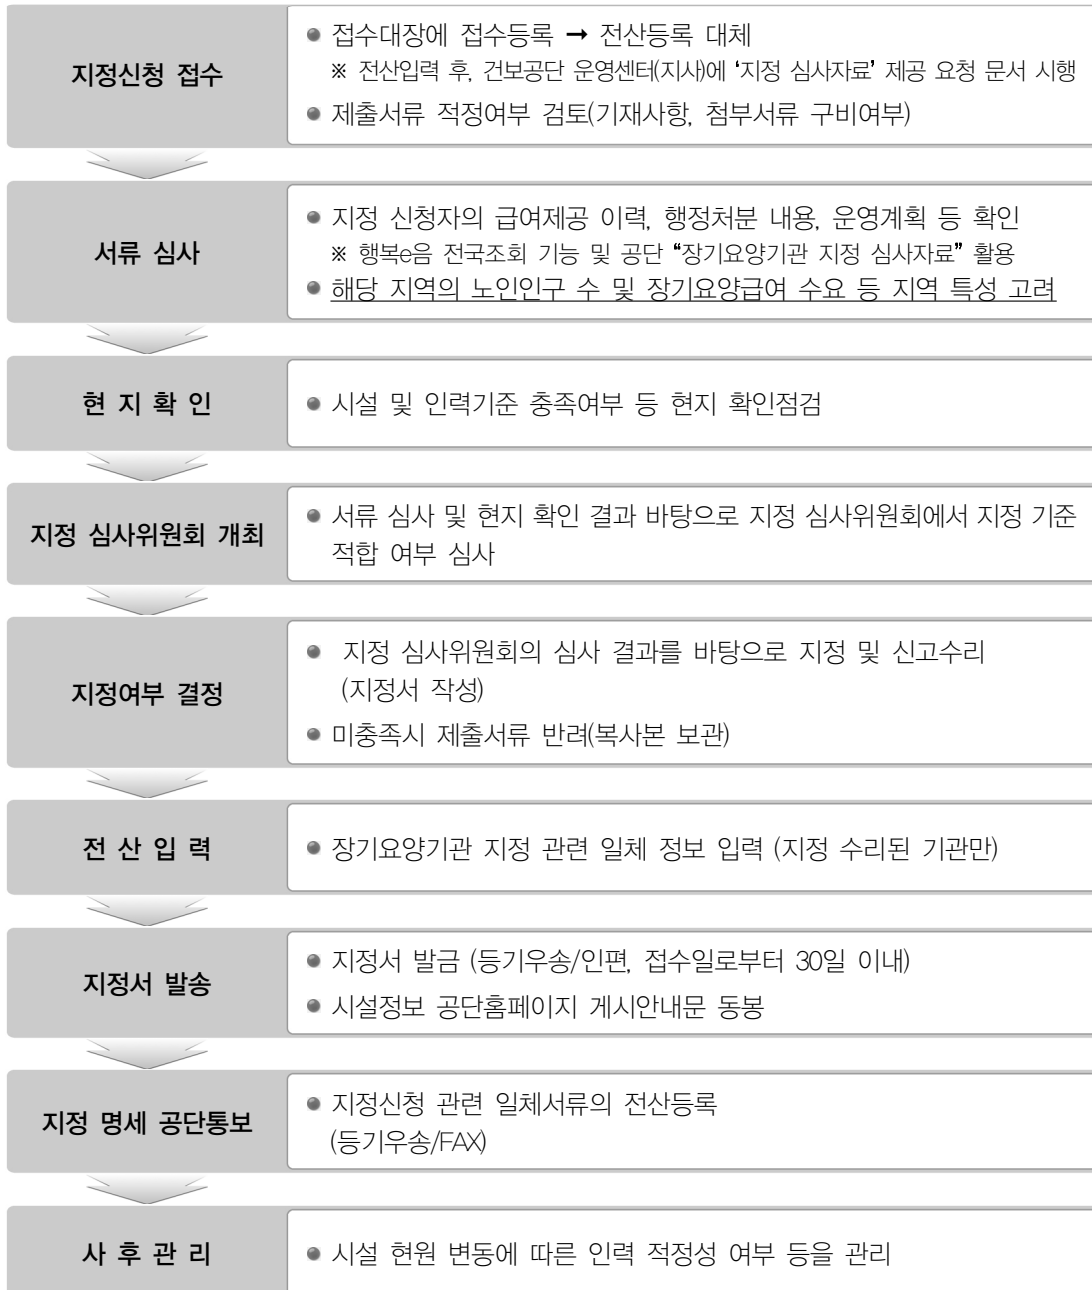 지정신청 접수
● 접수대장에 접수등록 ➞ 전산등록 대체
※ 전산입력 후, 건보공단 운영센터(지사)에 ‘지정 심사자료’ 제공 요청 문서 시행
● 제출서류 적정여부 검토(기재사항, 첨부서류 구비여부)
서류 심사
● 지정 신청자의 급여제공 이력, 행정처분 내용, 운영계획 등 확인
※ 행복e음 전국조회 기능 및 공단 “장기요양기관 지정 심사자료” 활용
● 해당 지역의 노인인구 수 및 장기요양급여 수요 등 지역 특성 고려
현 지 확 인
● 시설 및 인력기준 충족여부 등 현지 확인점검
지정 심사위원회 개최
● 서류 심사 및 현지 확인 결과 바탕으로 지정 심사위원회에서 지정 기준
적합 여부 심사
지정여부 결정
● 지정 심사위원회의 심사 결과를 바탕으로 지정 및 신고수리
(지정서 작성)
● 미충족시 제출서류 반려(복사본 보관)
전 산 입 력
● 장기요양기관 지정 관련 일체 정보 입력 (지정 수리된 기관만)
지정서 발송
● 지정서 발금 (등기우송/인편, 접수일로부터 30일 이내)
● 시설정보 공단홈페이지 게시안내문 동봉
지정 명세 공단통보
● 지정신청 관련 일체서류의 전산등록
(등기우송/FAX)
사 후 관 리
● 시설 현원 변동에 따른 인력 적정성 여부 등을 관리